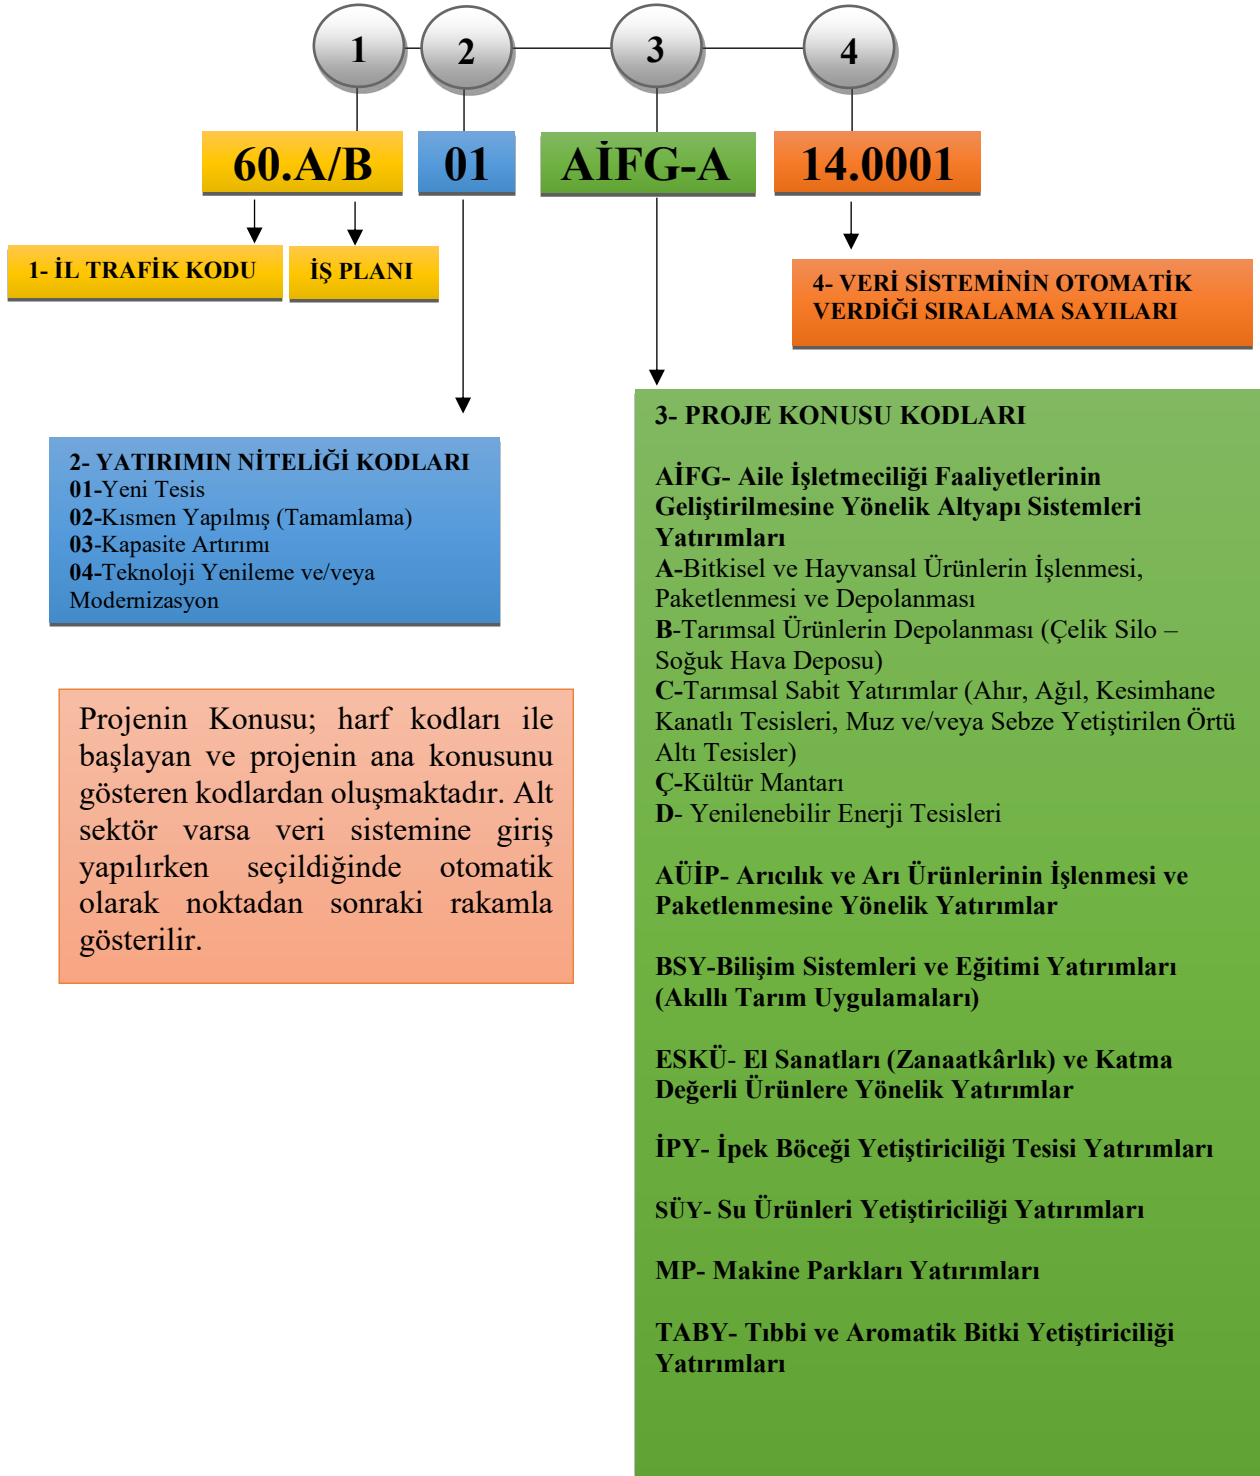 1
2
3
4
60.A/B
01
AİFG-A
14.0001
1- İL TRAFİK KODU
İŞ PLANI
4- VERİ SİSTEMİNİN OTOMATİK
VERDİĞİ SIRALAMA SAYILARI
2- YATIRIMIN NİTELİĞİ KODLARI
01-Yeni Tesis
02-Kısmen Yapılmış (Tamamlama)
03-Kapasite Artırımı
04-Teknoloji Yenileme ve/veya
Modernizasyon
Projenin Konusu; harf kodları ile
başlayan ve projenin ana konusunu
gösteren kodlardan oluşmaktadır. Alt
sektör varsa veri sistemine giriş
yapılırken seçildiğinde otomatik
olarak noktadan sonraki rakamla
gösterilir.
3- PROJE KONUSU KODLARI
AİFG- Aile İşletmeciliği Faaliyetlerinin
Geliştirilmesine Yönelik Altyapı Sistemleri
Yatırımları
A-Bitkisel ve Hayvansal Ürünlerin İşlenmesi,
Paketlenmesi ve Depolanması
B-Tarımsal Ürünlerin Depolanması (Çelik Silo –
Soğuk Hava Deposu)
C-Tarımsal Sabit Yatırımlar (Ahır, Ağıl, Kesimhane
Kanatlı Tesisleri, Muz ve/veya Sebze Yetiştirilen Örtü
Altı Tesisler)
Ç-Kültür Mantarı
D- Yenilenebilir Enerji Tesisleri
AÜİP- Arıcılık ve Arı Ürünlerinin İşlenmesi ve
Paketlenmesine Yönelik Yatırımlar
BSY-Bilişim Sistemleri ve Eğitimi Yatırımları
(Akıllı Tarım Uygulamaları)
ESKÜ- El Sanatları (Zanaatkârlık) ve Katma
Değerli Ürünlere Yönelik Yatırımlar
İPY- İpek Böceği Yetiştiriciliği Tesisi Yatırımları
SÜY- Su Ürünleri Yetiştiriciliği Yatırımları
MP- Makine Parkları Yatırımları
TABY- Tıbbi ve Aromatik Bitki Yetiştiriciliği
Yatırımları